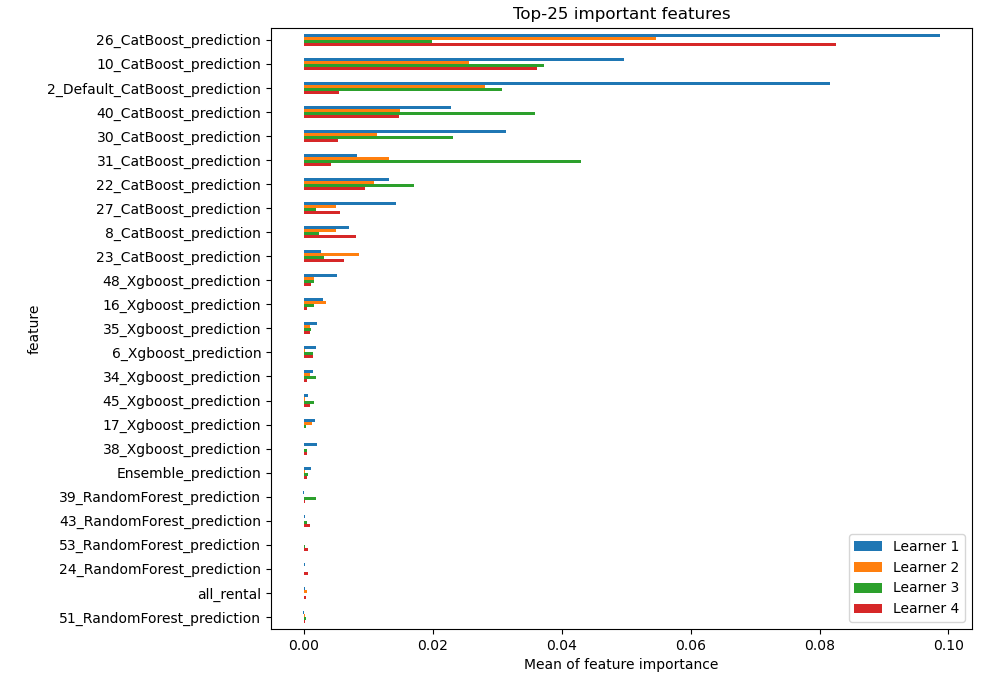 Top-25 important features
26_CatBoost_prediction
10_CatBoost_prediction
2_Default_CatBoost_prediction
40_CatBoost_prediction
30_CatBoost_prediction
31_CatBoost_prediction
22_CatBoost_prediction
27_CatBoost_prediction
8_CatBoost_prediction
23_CatBoost_prediction
48_Xgboost_prediction
16_Xgboost_prediction
35_Xgboost_prediction
6_Xgboost_prediction
34_Xgboost_prediction
45_Xgboost_prediction
17_Xgboost_prediction
38_Xgboost_prediction
Ensemble_prediction
39_RandomForest_prediction
43_RandomForest_prediction
53_RandomForest_prediction
24_RandomForest_prediction
all_rental
51_RandomForest_prediction
feature
Learner 1
Learner 2
Learner 3
Learner 4
0.00 0.02 0.04 0.06 0.08 0.10
Mean of feature importance